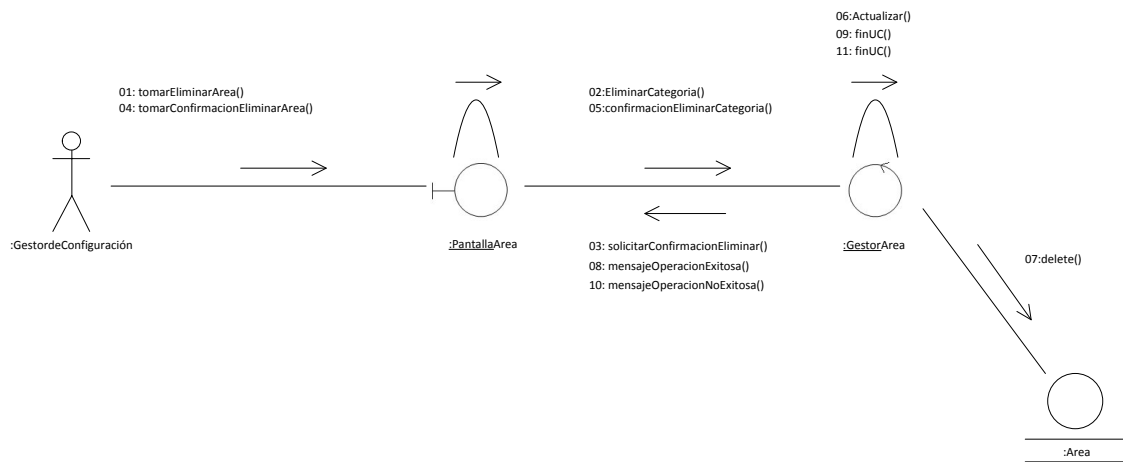 06:Actualizar()
09: finUC()
11: finUC()
01: tomarEliminarArea()
04: tomarConfirmacionEliminarArea()
02:EliminarCategoria()
05:confirmacionEliminarCategoria()
:GestordeConfiguración
:PantallaArea
03: solicitarConfirmacionEliminar()
08: mensajeOperacionExitosa()
10: mensajeOperacionNoExitosa()
:GestorArea
07:delete()
:Area